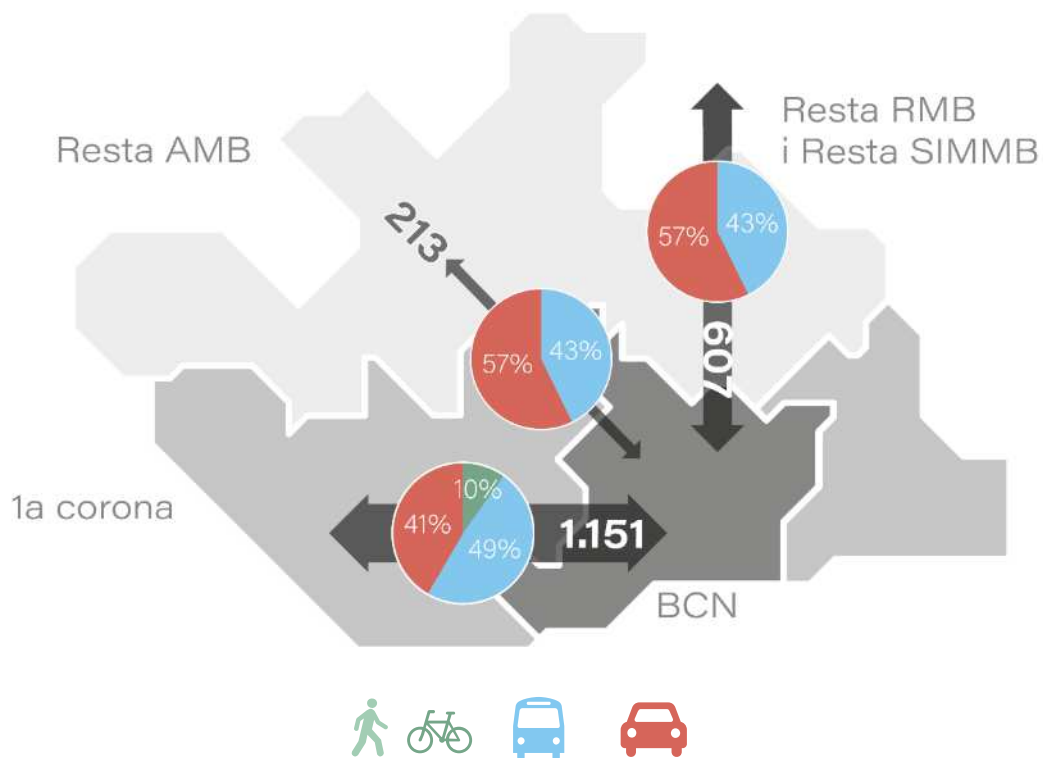 Resta AMB
Resta RMB
i Resta SIMMB
213
57%
43%
607
57%
43%
1a corona
10%
41%
49%
1.151
BCN